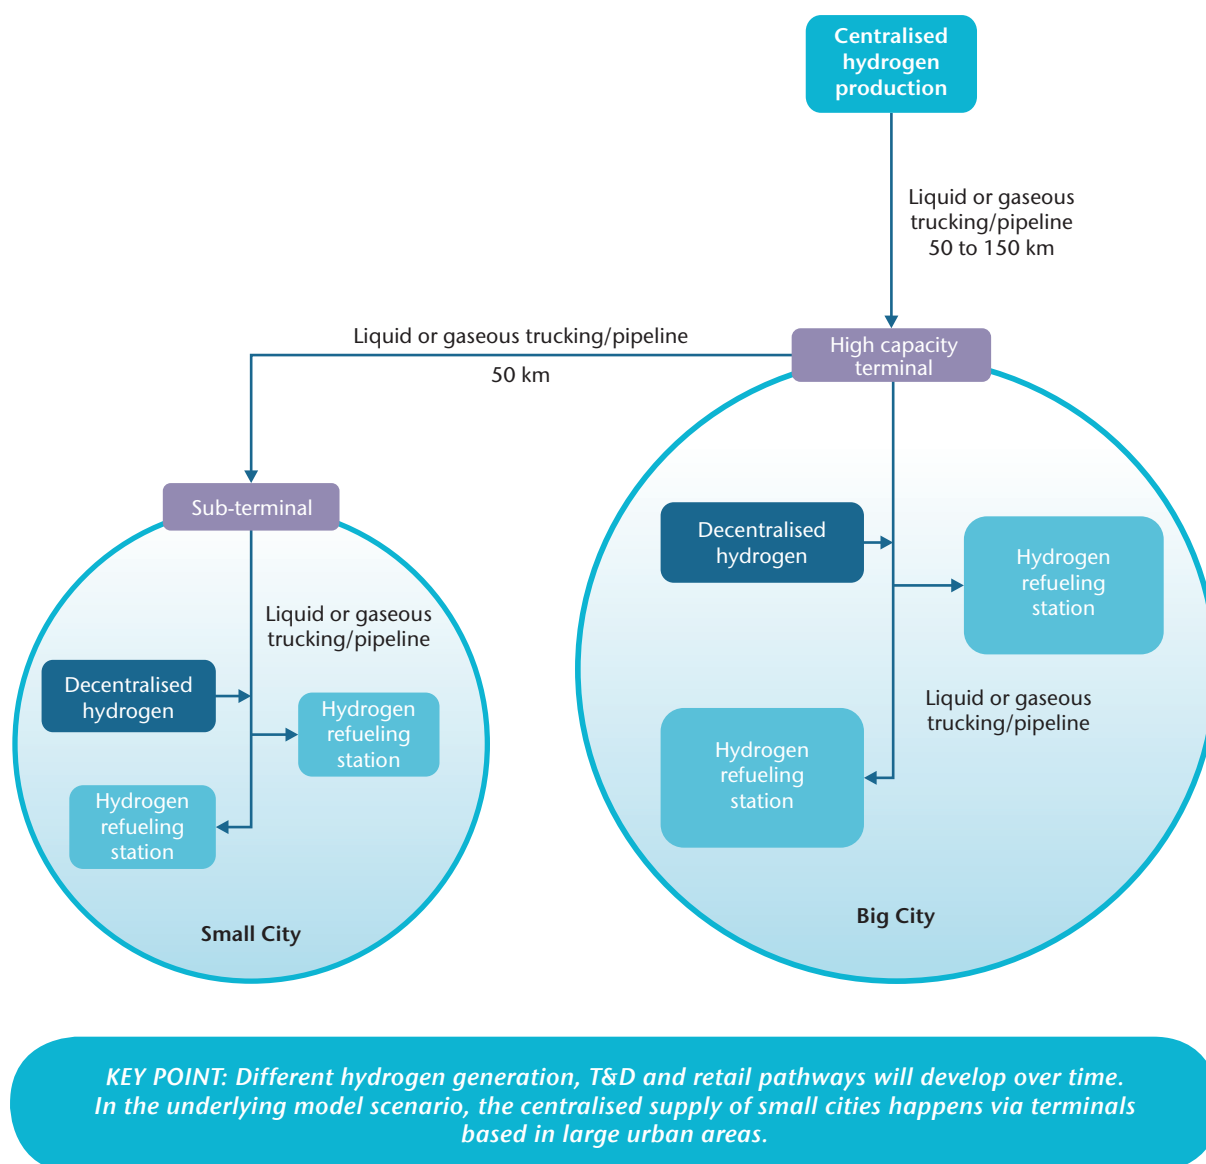 Centralised
hydrogen
production
Liquid or gaseous
trucking/pipeline
50 to 150 km
Liquid or gaseous trucking/pipeline
50 km
High capacity
terminal
Sub-terminal
Decentralised
hydrogen
Hydrogen
refueling
station
Liquid or gaseous
trucking/pipeline
Decentralised
hydrogen
Hydrogen
refueling
station
Liquid or gaseous
trucking/pipeline
Hydrogen
refueling
station
Hydrogen
refueling
station
Small City
Big City
KEY POINT: Different hydrogen generation, T&D and retail pathways will develop over time.
In the underlying model scenario, the centralised supply of small cities happens via terminals
based in large urban areas.